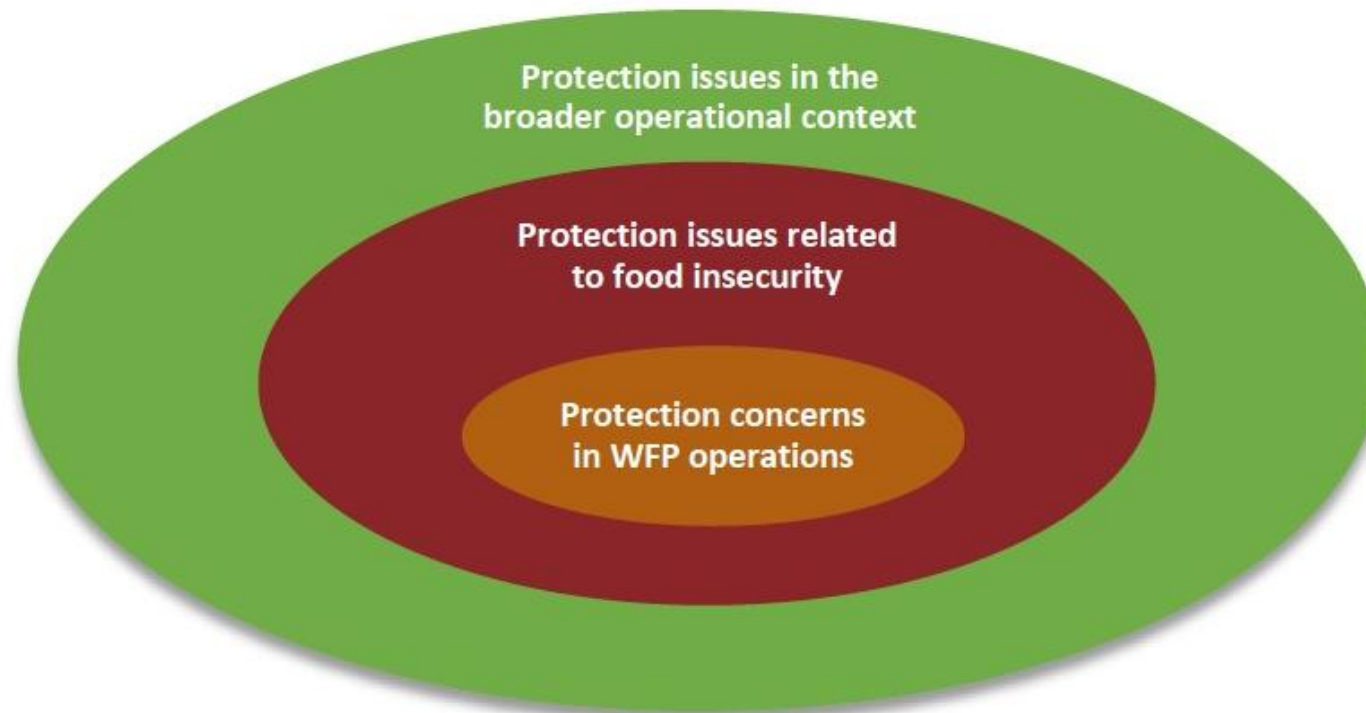 Protection issues in the
broader operational context
Protection issues related
to food insecurity
Protection concerns
in WFP operations